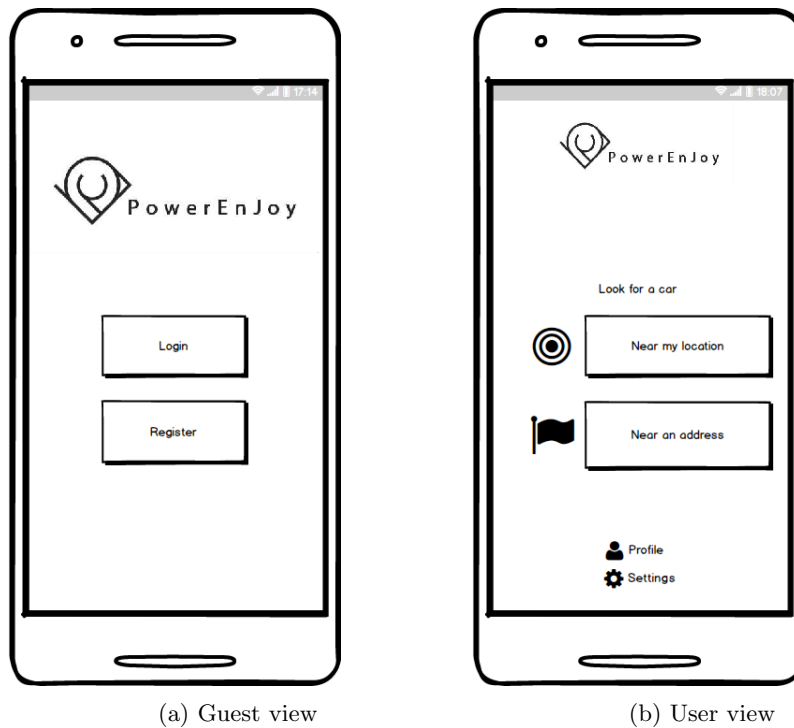 17:14
PowerEnJoy
Login
Register
(a) Guest view
18:07
PowerEnJoy
Look for a car
Near my location
Near an address
Profile
Settings
(b) User view